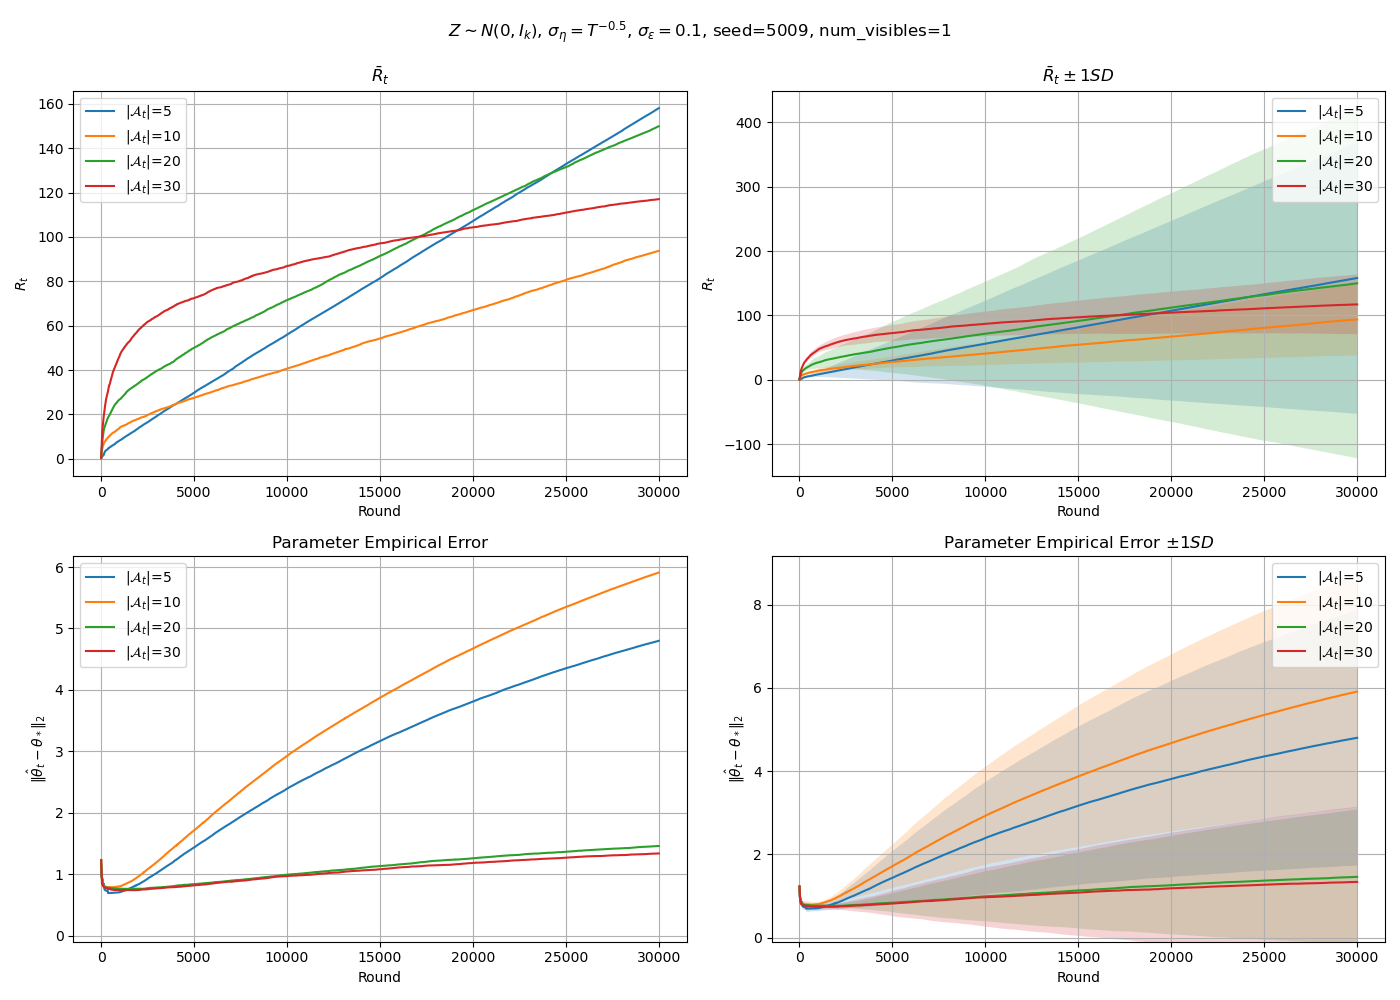 Z ∼ N(0, I_k), σ_η = T^{−0.5}, σ_ε = 0.1, seed=5009, num_visibles=1
R̄_t
R_t
160
140
120
100
80
60
40
20
0
|𝒜_t|=5
|𝒜_t|=10
|𝒜_t|=20
|𝒜_t|=30
0 5000 10000 15000 20000 25000 30000
Round
R̄_t ± 1SD
R_t
400
300
200
100
0
−100
|𝒜_t|=5
|𝒜_t|=10
|𝒜_t|=20
|𝒜_t|=30
0 5000 10000 15000 20000 25000 30000
Round
Parameter Empirical Error
‖θ̂_t − θ_*‖_2
6
5
4
3
2
1
0
|𝒜_t|=5
|𝒜_t|=10
|𝒜_t|=20
|𝒜_t|=30
0 5000 10000 15000 20000 25000 30000
Round
Parameter Empirical Error ±1SD
‖θ̂_t − θ_*‖_2
8
6
4
2
0
|𝒜_t|=5
|𝒜_t|=10
|𝒜_t|=20
|𝒜_t|=30
0 5000 10000 15000 20000 25000 30000
Round